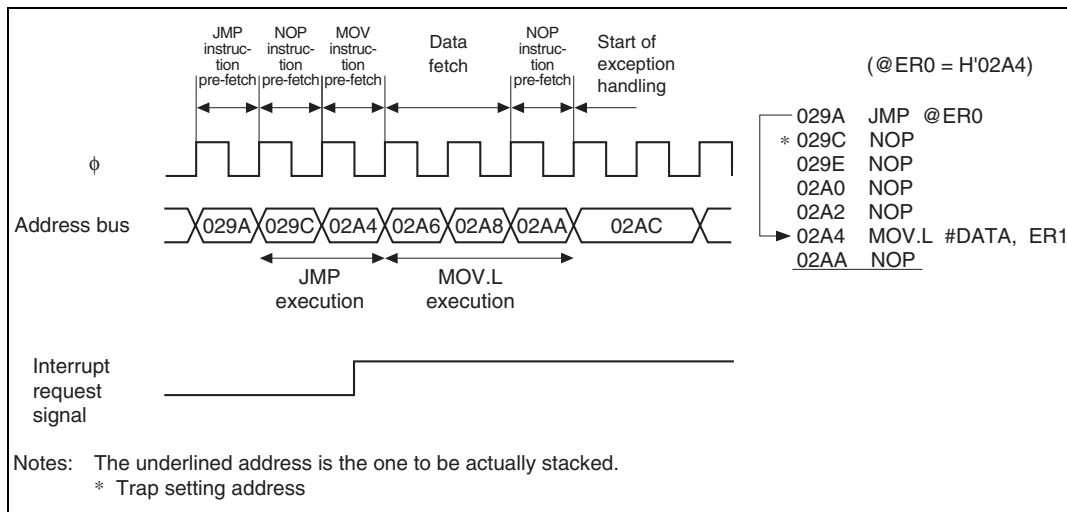 JMP
instruc-
tion
pre-fetch
NOP
instruc-
tion
pre-fetch
MOV
instruc-
tion
pre-fetch
Data
fetch
NOP
instruc-
tion
pre-fetch
Start of
exception
handling
(@ER0 = H'02A4)
029A JMP @ER0
* 029C NOP
029E NOP
02A0 NOP
02A2 NOP
02A4 MOV.L #DATA, ER1
02AA NOP
φ
Address bus
029A 029C 02A4 02A6 02A8 02AA 02AC
JMP
execution
MOV.L
execution
Interrupt
request
signal
Notes: The underlined address is the one to be actually stacked.
* Trap setting address